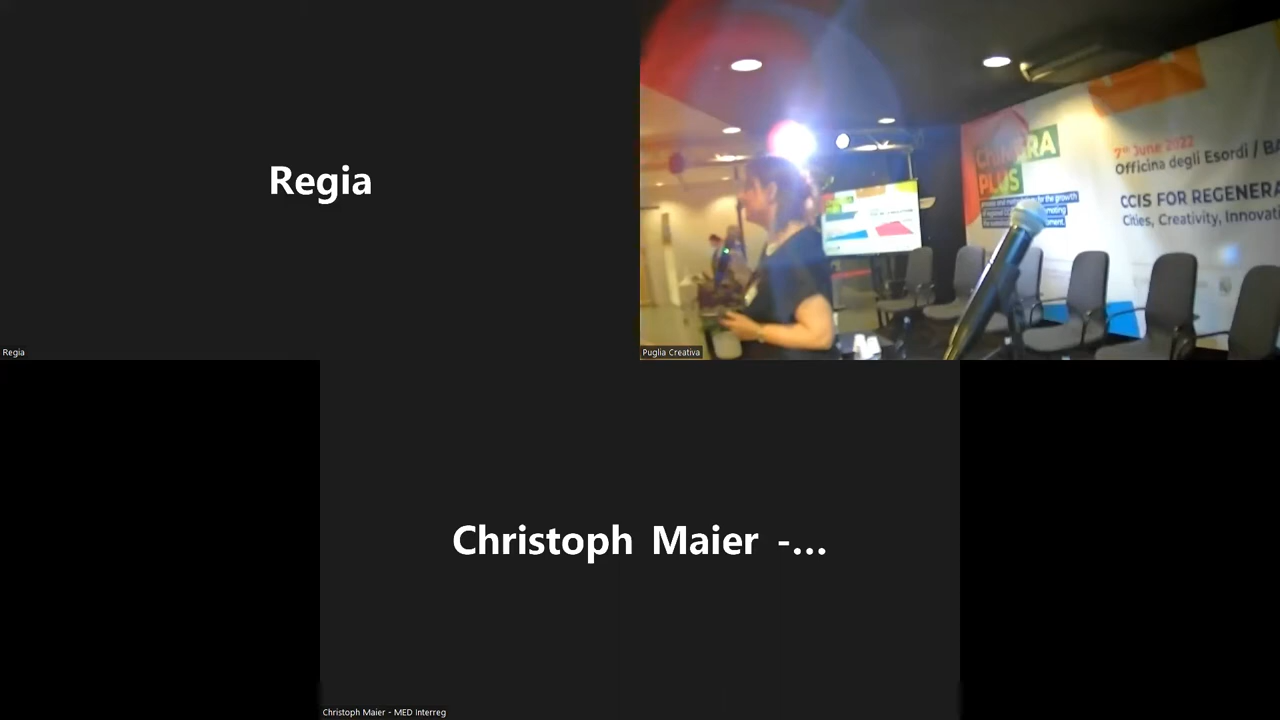 Regia
Regia
PLUS
7th June 2022
Officina degli Esordi / BA
CCIS FOR REGENERA
Cities, Creativity, Innovati
Puglia Creativa
Christoph Maier -...
Christoph Maier - MED Interreg